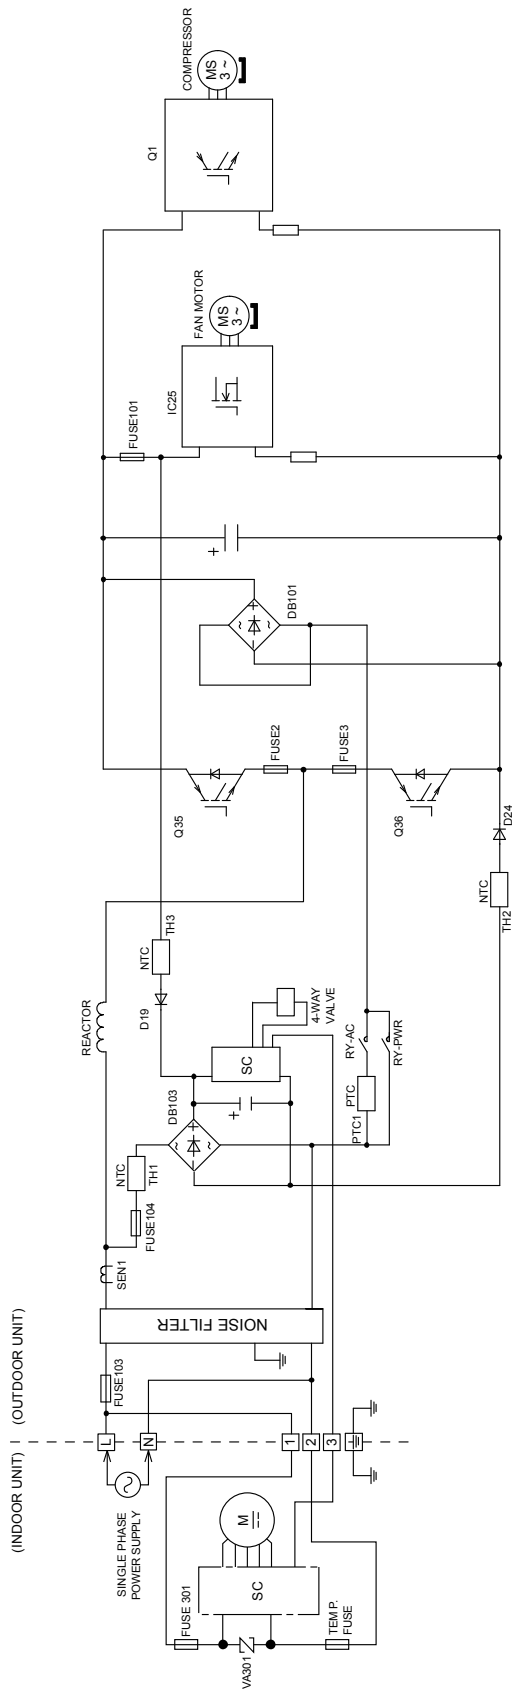 (INDOOR UNIT)
(OUTDOOR UNIT)
SINGLE PHASE
POWER SUPPLY
L
N
1
2
3
FUSE 301
VA301
TEMP.
FUSE
SC
M
FUSE103
NOISE FILTER
SEN1
FUSE104
NTC
TH1
REACTOR
DB103
~
~
+
–
+
D19
NTC
TH3
SC
4-WAY
VALVE
PTC1
PTC
RY-AC
RY-PWR
NTC
TH2
D24
Q35
FUSE2
FUSE3
Q36
DB101
~
~
+
–
+
FUSE101
IC25
FAN MOTOR
MS
3 ~
Q1
COMPRESSOR
MS
3 ~